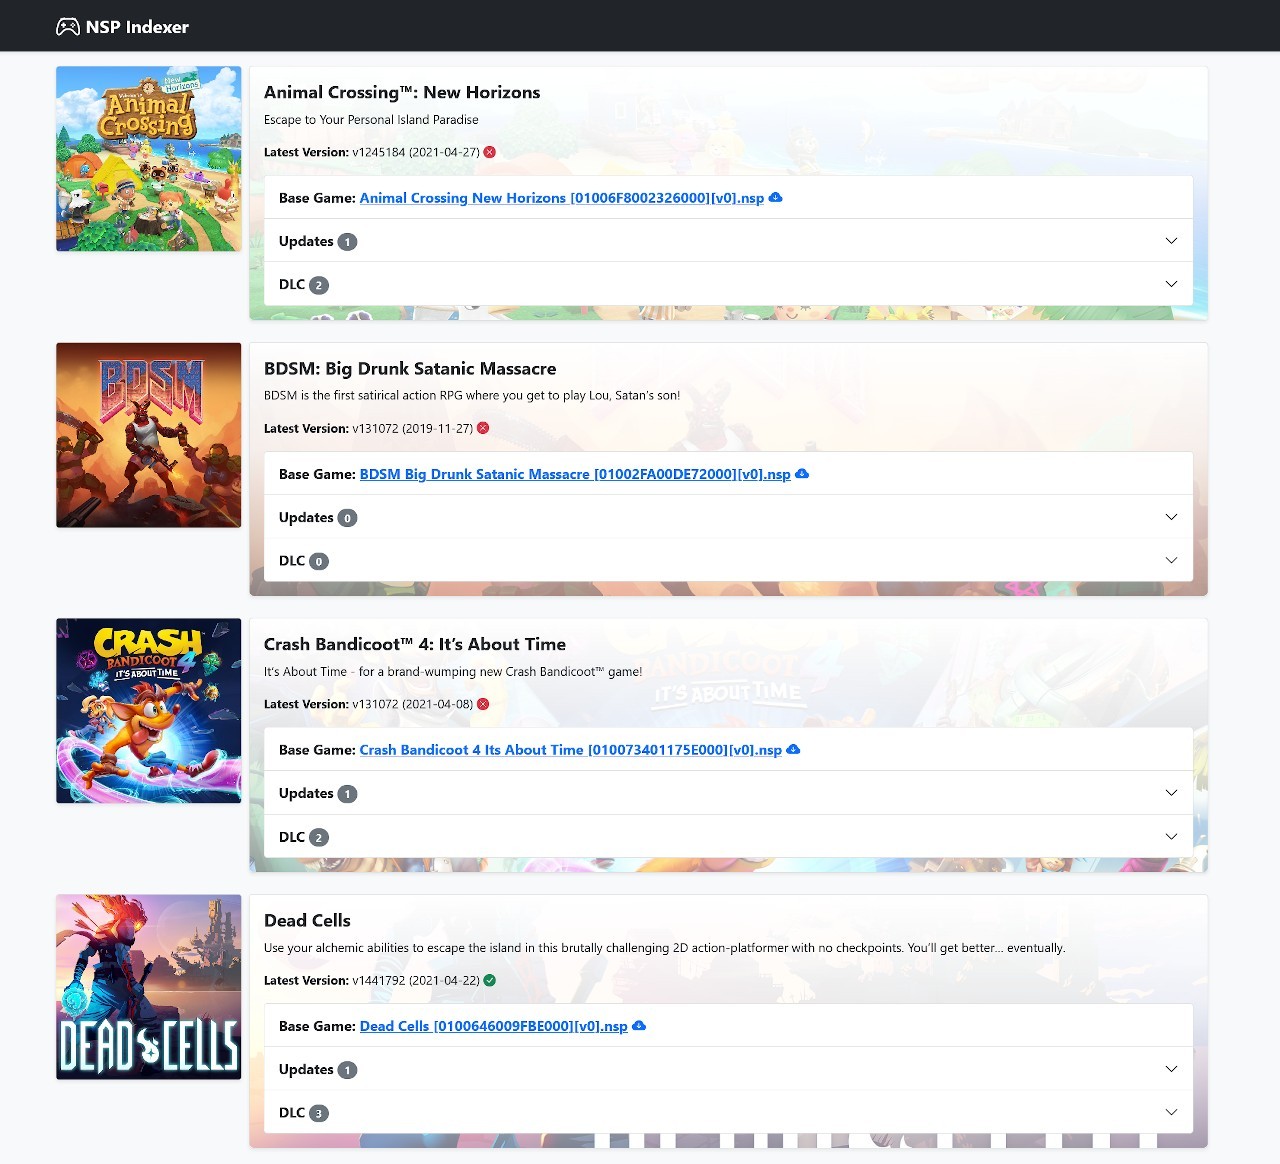 NSP Indexer
New Horizons
Welcome to
Animal Crossing
Animal Crossing™: New Horizons
Escape to Your Personal Island Paradise
Latest Version: v1245184 (2021-04-27)
Base Game: Animal Crossing New Horizons [01006F8002326000][v0].nsp
Updates 1
DLC 2
BDSM
BDSM: Big Drunk Satanic Massacre
BDSM is the first satirical action RPG where you get to play Lou, Satan's son!
Latest Version: v131072 (2019-11-27)
Base Game: BDSM Big Drunk Satanic Massacre [01002FA00DE72000][v0].nsp
Updates 0
DLC 0
CRASH
BANDICOOT 4
IT'S ABOUT TIME
Crash Bandicoot™ 4: It’s About Time
It’s About Time - for a brand-wumping new Crash Bandicoot™ game!
BANDICOOT
IT'S ABOUT TIME
Latest Version: v131072 (2021-04-08)
Base Game: Crash Bandicoot 4 Its About Time [010073401175E000][v0].nsp
Updates 1
DLC 2
DEAD CELLS
Dead Cells
Use your alchemic abilities to escape the island in this brutally challenging 2D action-platformer with no checkpoints. You’ll get better… eventually.
Latest Version: v1441792 (2021-04-22)
Base Game: Dead Cells [0100646009FBE000][v0].nsp
Updates 1
DLC 3